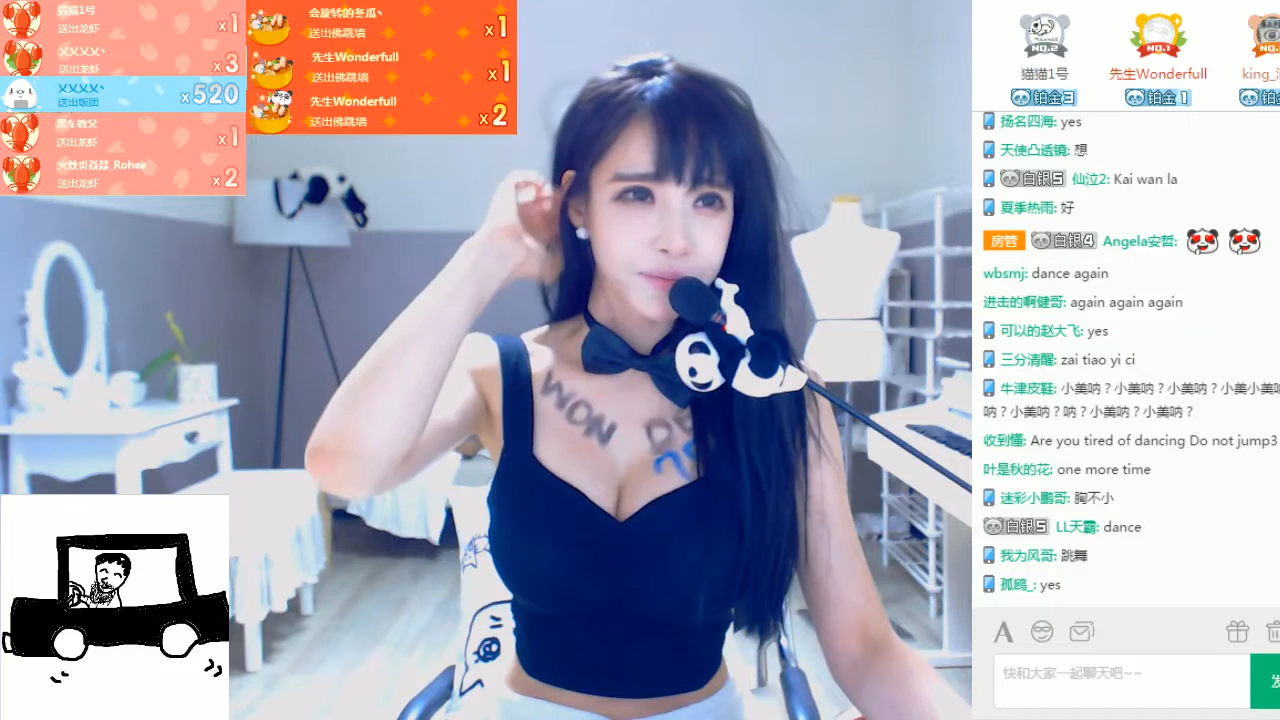 猫猫1号
送出龙虾
x1
乂乂乂丶
送出龙虾
x3
乂乂乂丶
送出饭团
x520
黑车教父
送出龙虾
x1
火炏炎焱燚_Rohee
送出龙虾
x2
会旋转的冬瓜丶
送出佛跳墙
x1
先生Wonderfull
送出佛跳墙
x1
先生Wonderfull
送出佛跳墙
x2
WON
NO.2
猫猫1号
铂金3
NO.1
先生Wonderfull
铂金1
king_
扬名四海: yes
天使凸透镜: 想
白银5 仙泣2: Kai wan la
夏季热雨: 好
房管 白银4 Angela安哲:
wbsmj: dance again
进击的啊健哥: again again again
可以的赵大飞: yes
三分清醒: zai tiao yi ci
牛津皮鞋: 小美呐？小美呐？小美呐？小美小美呐
呐？小美呐？呐？小美呐？小美呐？
收到懂: Are you tired of dancing Do not jump3
叶是秋的花: one more time
迷彩小鹏哥: 胸不小
白银5 LL天霸: dance
我为风哥: 跳舞
孤鸥_: yes
A
快和大家一起聊天吧~~
发